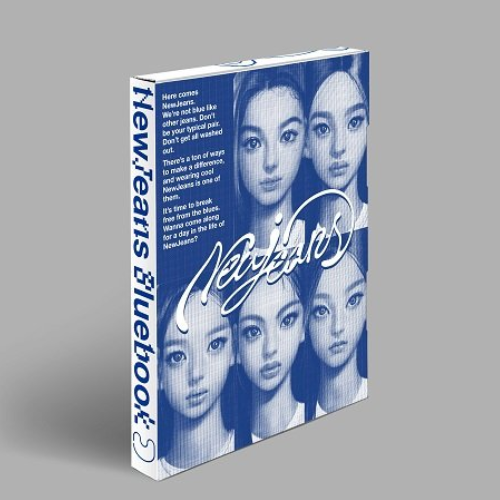 Here comes
NewJeans.
We're not blue like
other jeans. Don't
be your typical pair.
Don't get all washed
out.
There's a ton of ways
to make a difference,
and wearing cool
NewJeans is one of
them.
It's time to break
free from the blues.
Wanna come along
for a day in the life of
NewJeans?
NewJeans
New Jeans Bluebook